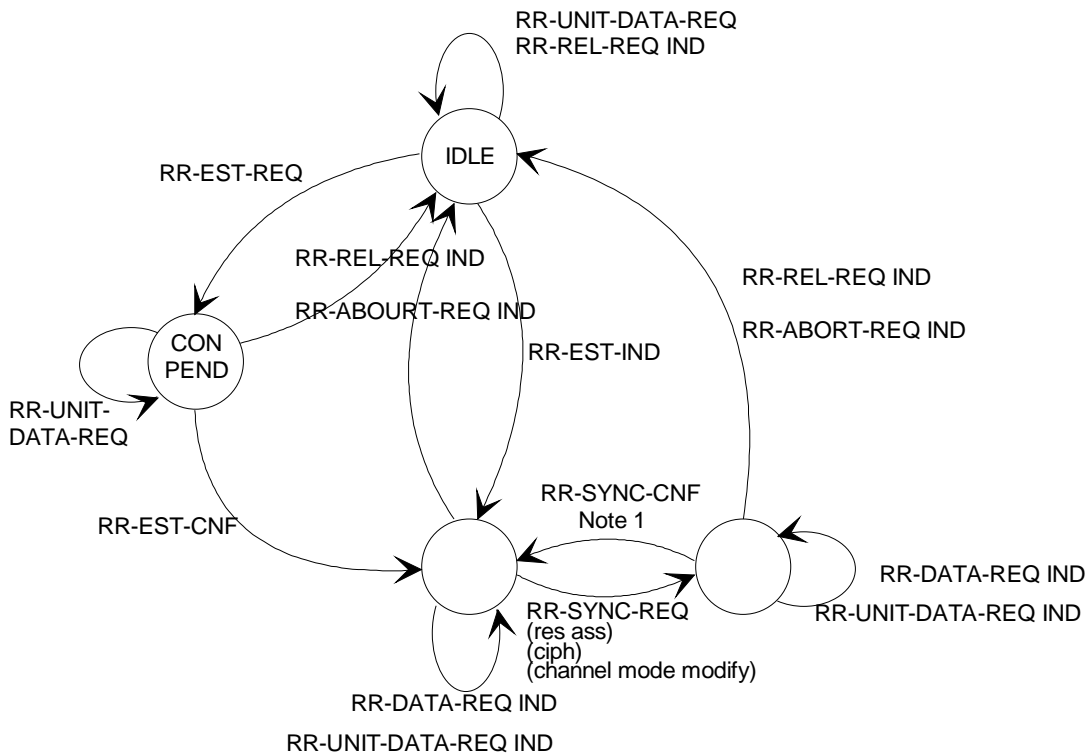 RR-UNIT-DATA-REQ
RR-REL-REQ IND
IDLE
RR-EST-REQ
RR-REL-REQ IND
RR-ABOURT-REQ IND
RR-REL-REQ IND
RR-ABORT-REQ IND
CON
PEND
RR-EST-IND
RR-UNIT-
DATA-REQ
RR-EST-CNF
RR-SYNC-CNF
Note 1
RR-SYNC-REQ
(res ass)
(ciph)
(channel mode modify)
RR-DATA-REQ IND
RR-UNIT-DATA-REQ IND
RR-DATA-REQ IND
RR-UNIT-DATA-REQ IND